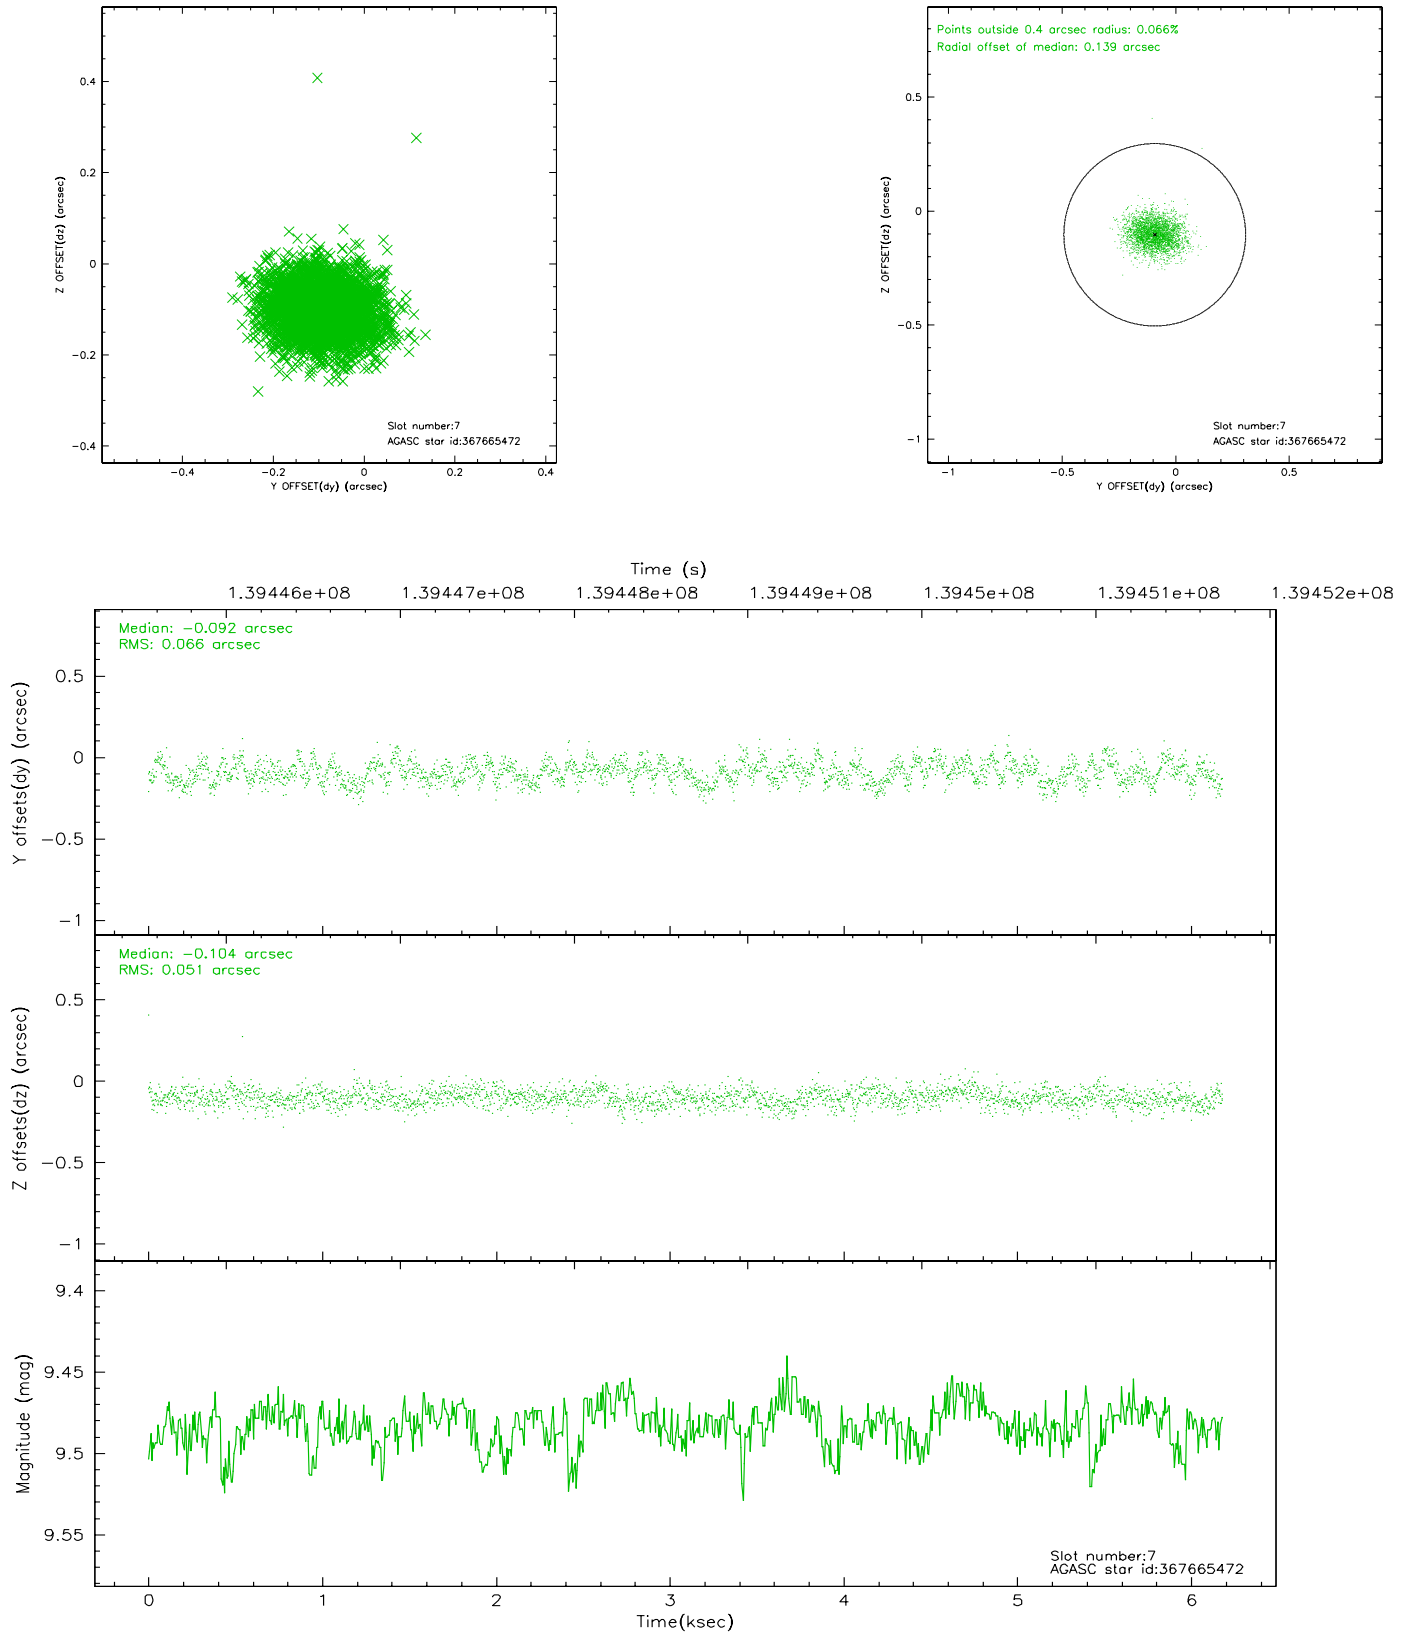 0.4
0.2
0
-0.2
-0.4
Z OFFSET(dz) (arcsec)
Slot number:7
AGASC star id:367665472
-0.4 -0.2 0 0.2 0.4
Y OFFSET(dy) (arcsec)
Points outside 0.4 arcsec radius: 0.066%
Radial offset of median: 0.139 arcsec
0.5
0
-0.5
-1
Z OFFSET(dz) (arcsec)
Slot number:7
AGASC star id:367665472
-1 -0.5 0 0.5
Y OFFSET(dy) (arcsec)
Time (s)
1.39446e+08 1.39447e+08 1.39448e+08 1.39449e+08 1.3945e+08 1.39451e+08 1.39452e+08
Median: -0.092 arcsec
RMS: 0.066 arcsec
0.5
0
-0.5
-1
Y offsets(dy) (arcsec)
Median: -0.104 arcsec
RMS: 0.051 arcsec
0.5
0
-0.5
-1
Z offsets(dz) (arcsec)
9.4
9.45
9.5
9.55
Magnitude (mag)
Slot number:7
AGASC star id:367665472
0 1 2 3 4 5 6
Time(ksec)